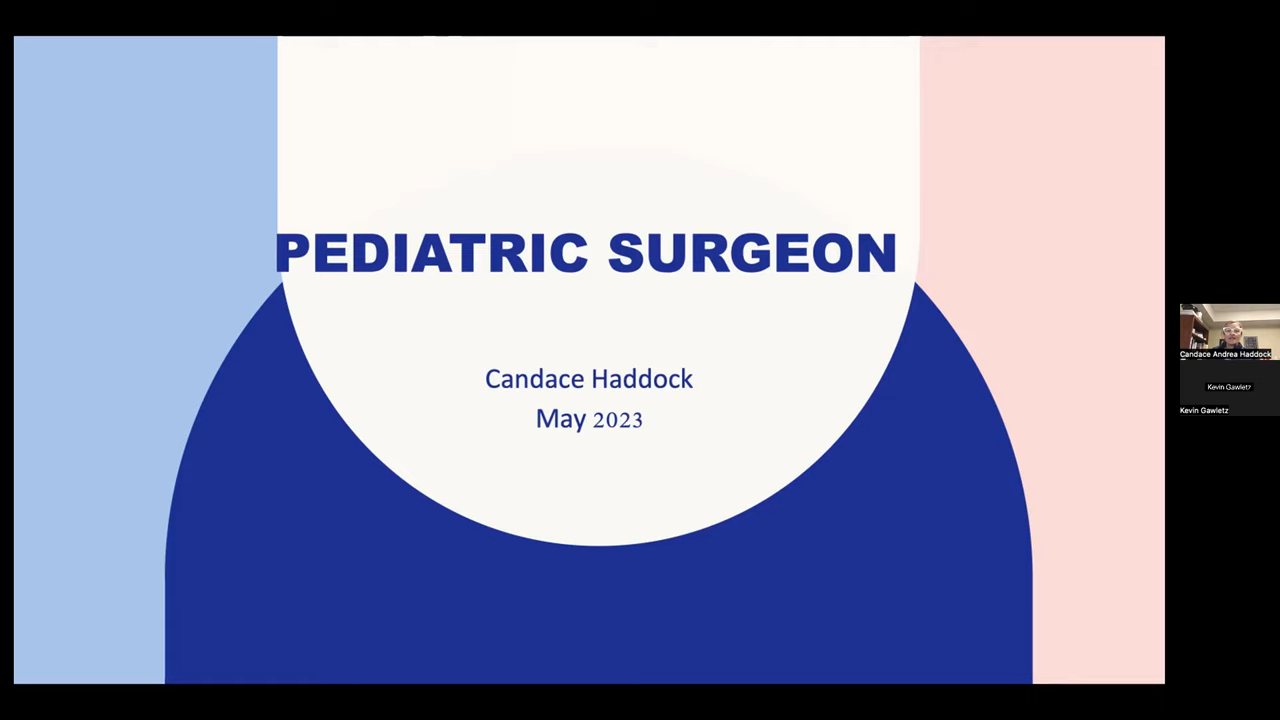 PEDIATRIC SURGEON
Candace Haddock
May 2023
Candace Andrea Haddock
Kevin Gawletz
Kevin Gawletz